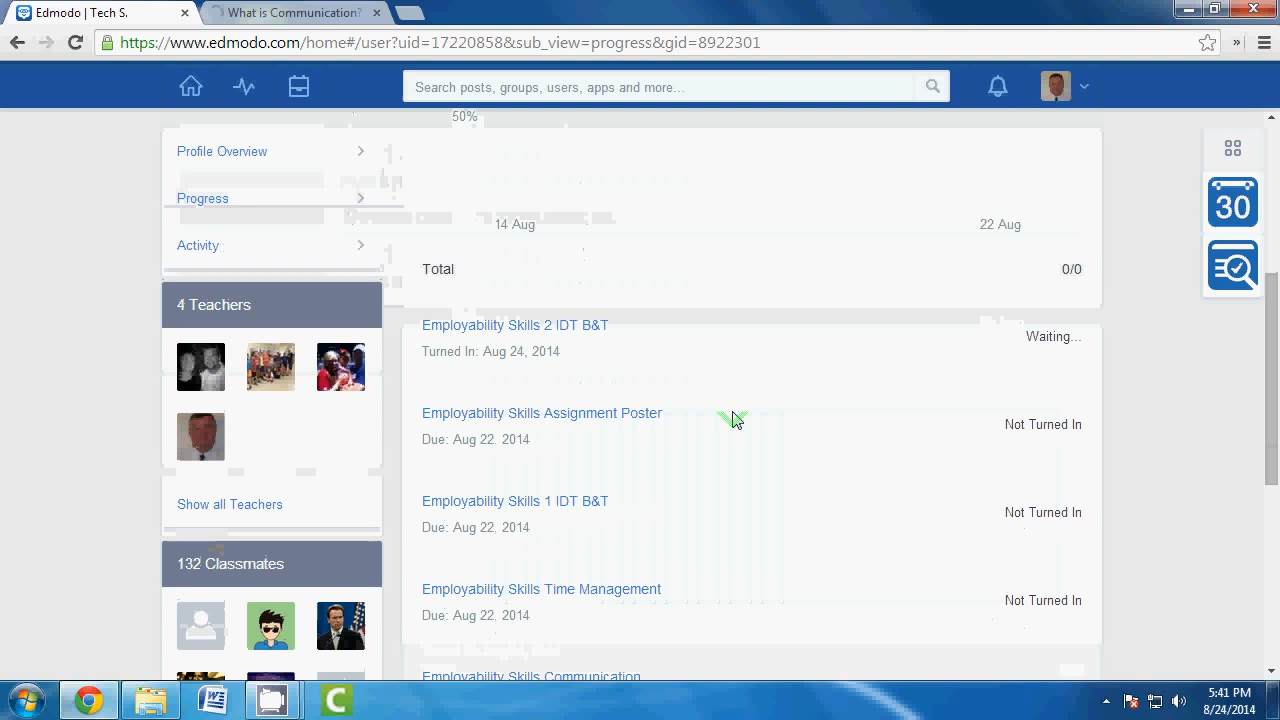 Edmodo | Tech S.
What is Communication?
https://www.edmodo.com/home#/user?uid=17220858&sub_view=progress&gid=8922301
Search posts, groups, users, apps and more...
50%
Profile Overview
Progress
Activity
14 Aug
22 Aug
30
Total
0/0
4 Teachers
Show all Teachers
132 Classmates
Employability Skills 2 IDT B&T
Waiting...
Turned In: Aug 24, 2014
Employability Skills Assignment Poster
Not Turned In
Due: Aug 22, 2014
Employability Skills 1 IDT B&T
Not Turned In
Due: Aug 22, 2014
Employability Skills Time Management
Not Turned In
Due: Aug 22, 2014
Employability Skills Communication
5:41 PM
8/24/2014